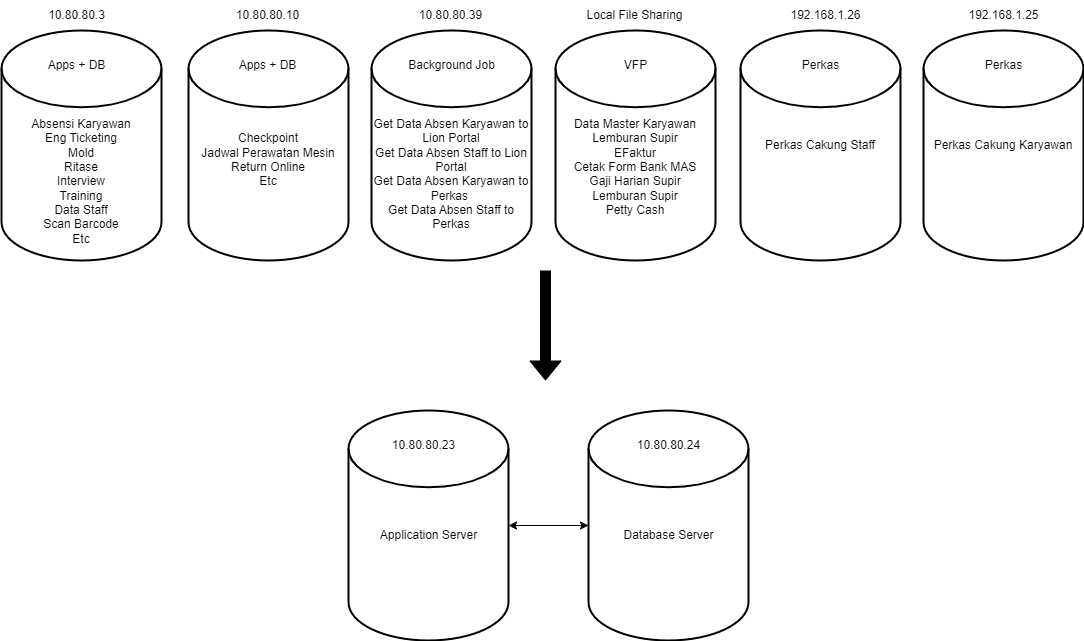 10.80.80.3
10.80.80.10
10.80.80.39
Local File Sharing
192.168.1.26
192.168.1.25
Apps + DB
Apps + DB
Background Job
VFP
Perkas
Perkas
Absensi Karyawan
Eng Ticketing
Mold
Ritase
Interview
Training
Data Staff
Scan Barcode
Etc
Checkpoint
Jadwal Perawatan Mesin
Return Online
Etc
Get Data Absen Karyawan to
Lion Portal
Get Data Absen Staff to Lion
Portal
Get Data Absen Karyawan to
Perkas
Get Data Absen Staff to
Perkas
Data Master Karyawan
Lemburan Supir
EFaktur
Cetak Form Bank MAS
Gaji Harian Supir
Lemburan Supir
Petty Cash
Perkas Cakung Staff
Perkas Cakung Karyawan
10.80.80.23
10.80.80.24
Application Server
Database Server